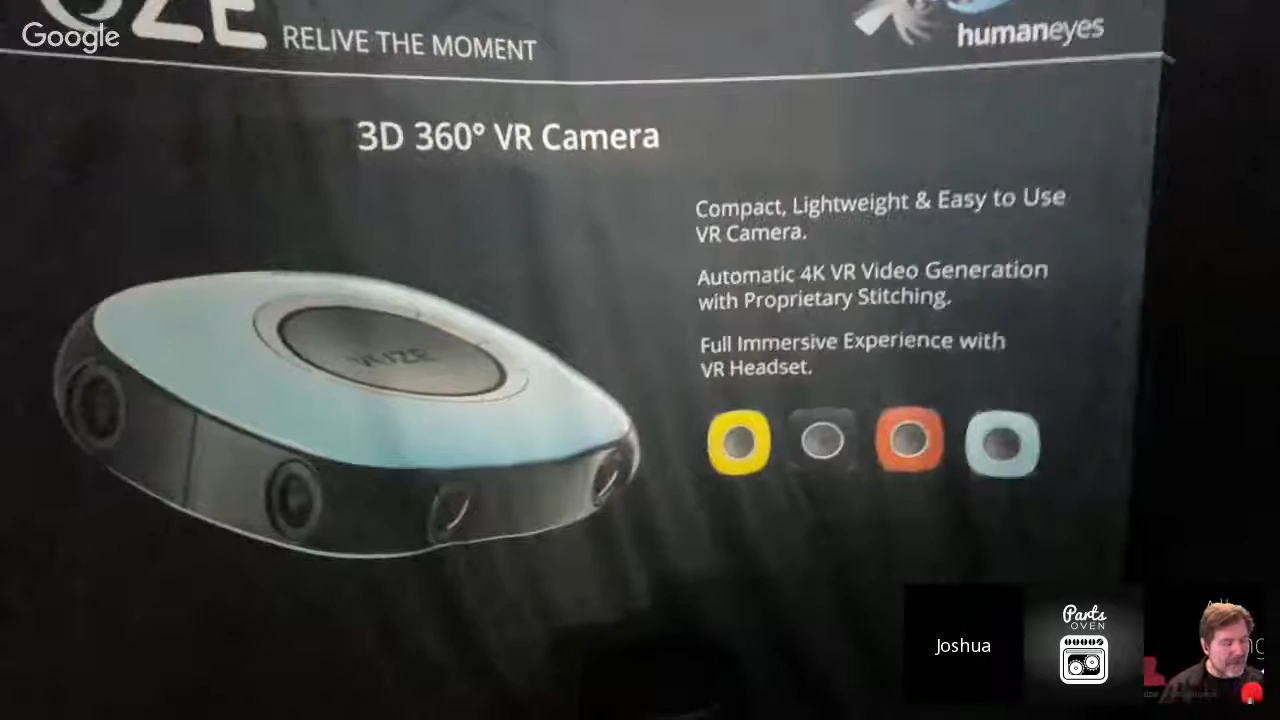 Google
RELIVE THE MOMENT
humaneyes
3D 360° VR Camera
Compact, Lightweight & Easy to Use
VR Camera.
Automatic 4K VR Video Generation
with Proprietary Stitching.
Full Immersive Experience with
VR Headset.
VUZE
Joshua
Parts
OVEN